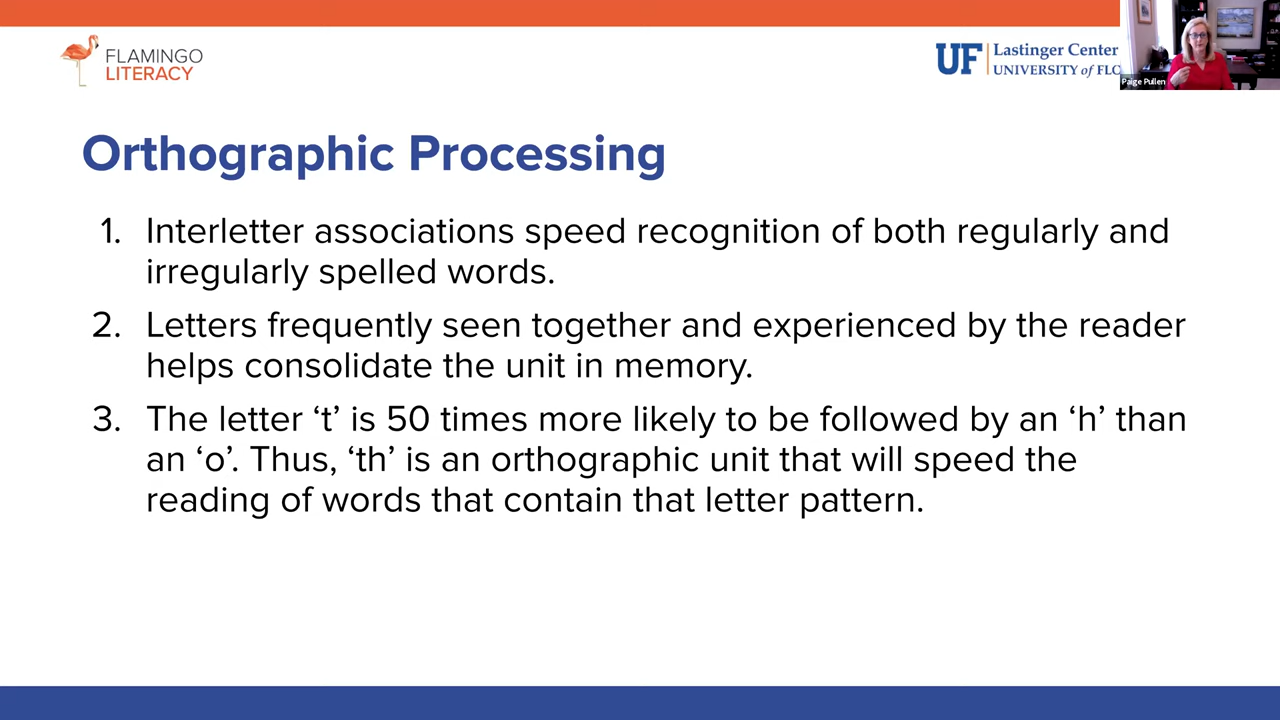 FLAMINGO
LITERACY
UF Lastinger Center
UNIVERSITY of FLO
Paige Pullen
Orthographic Processing
1. Interletter associations speed recognition of both regularly and
irregularly spelled words.
2. Letters frequently seen together and experienced by the reader
helps consolidate the unit in memory.
3. The letter ‘t’ is 50 times more likely to be followed by an ‘h’ than
an ‘o’. Thus, ‘th’ is an orthographic unit that will speed the
reading of words that contain that letter pattern.